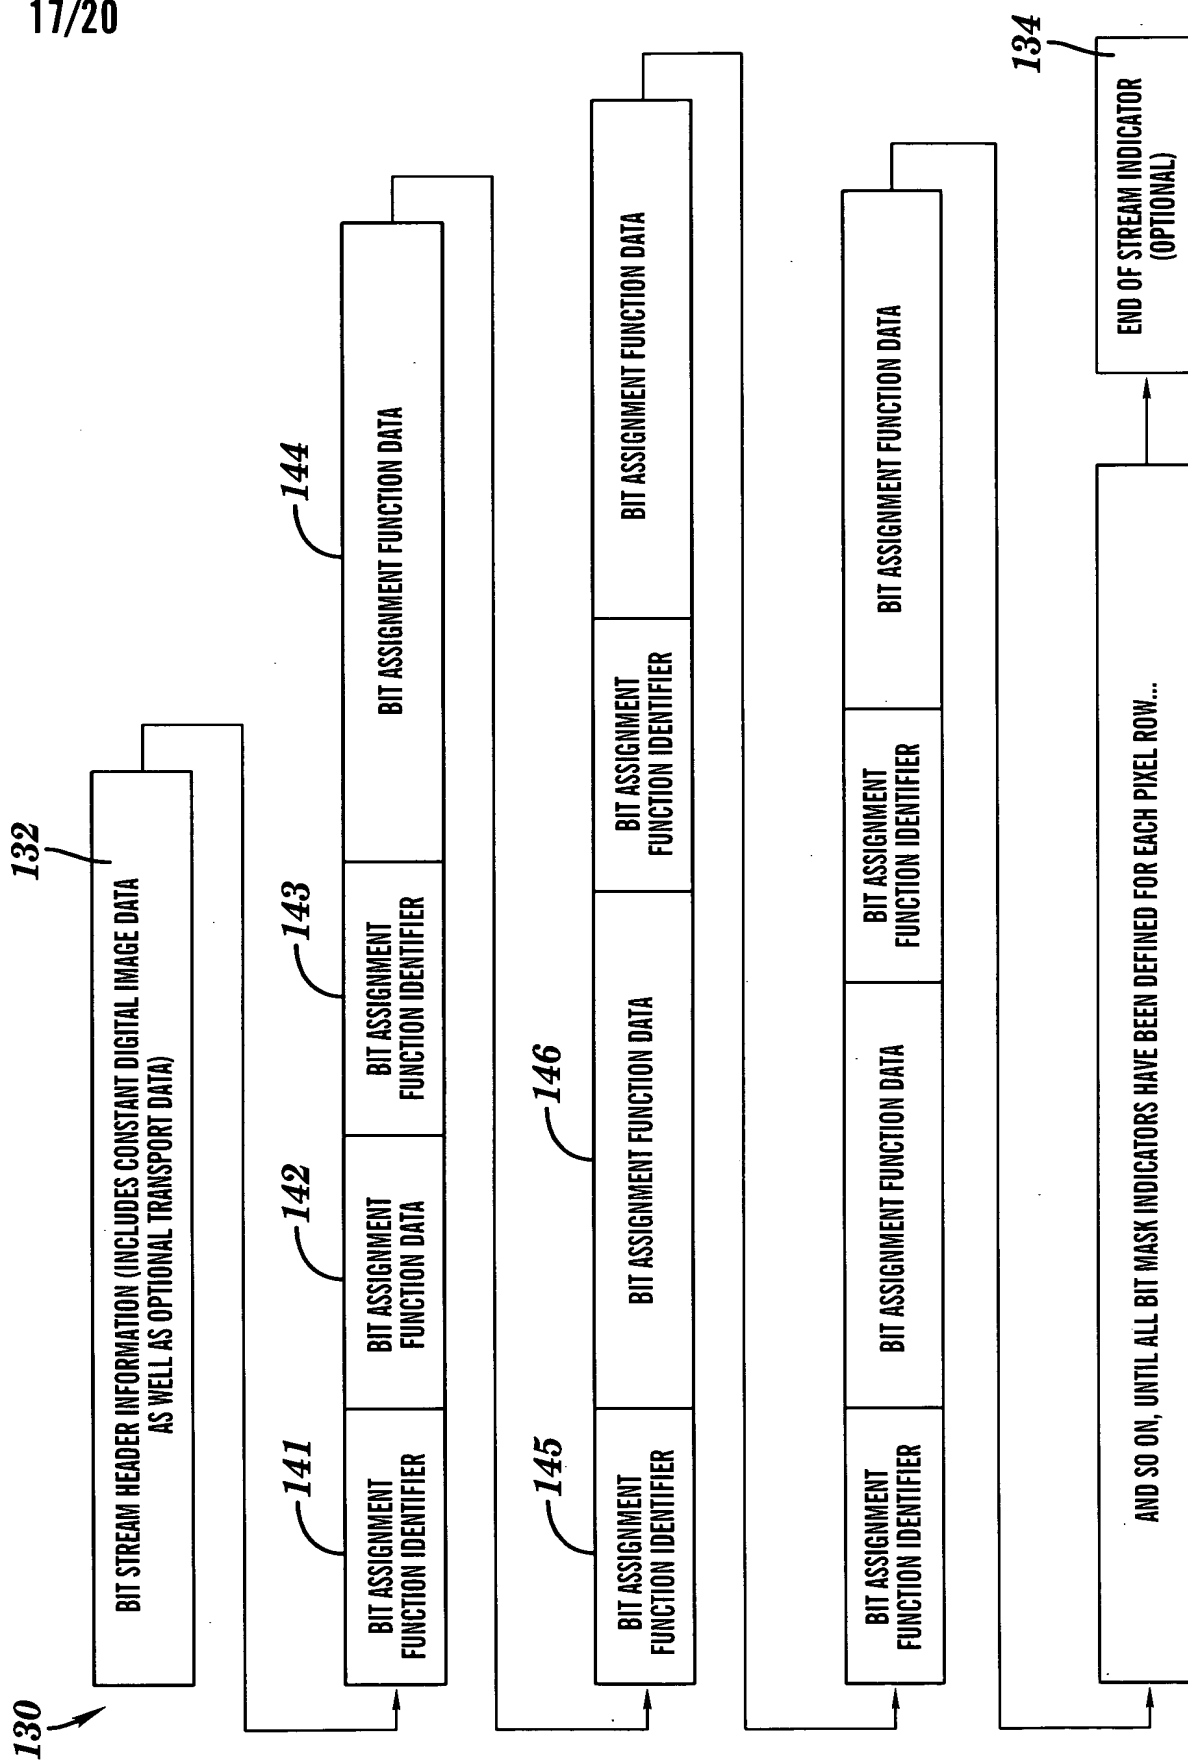 17/20
130
132
BIT STREAM HEADER INFORMATION (INCLUDES CONSTANT DIGITAL IMAGE DATA
AS WELL AS OPTIONAL TRANSPORT DATA)
141
142
143
144
BIT ASSIGNMENT
FUNCTION IDENTIFIER
BIT ASSIGNMENT
FUNCTION DATA
BIT ASSIGNMENT
FUNCTION IDENTIFIER
BIT ASSIGNMENT FUNCTION DATA
145
146
BIT ASSIGNMENT
FUNCTION IDENTIFIER
BIT ASSIGNMENT FUNCTION DATA
BIT ASSIGNMENT
FUNCTION IDENTIFIER
BIT ASSIGNMENT FUNCTION DATA
BIT ASSIGNMENT
FUNCTION IDENTIFIER
BIT ASSIGNMENT FUNCTION DATA
BIT ASSIGNMENT
FUNCTION IDENTIFIER
BIT ASSIGNMENT FUNCTION DATA
AND SO ON, UNTIL ALL BIT MASK INDICATORS HAVE BEEN DEFINED FOR EACH PIXEL ROW...
134
END OF STREAM INDICATOR
(OPTIONAL)